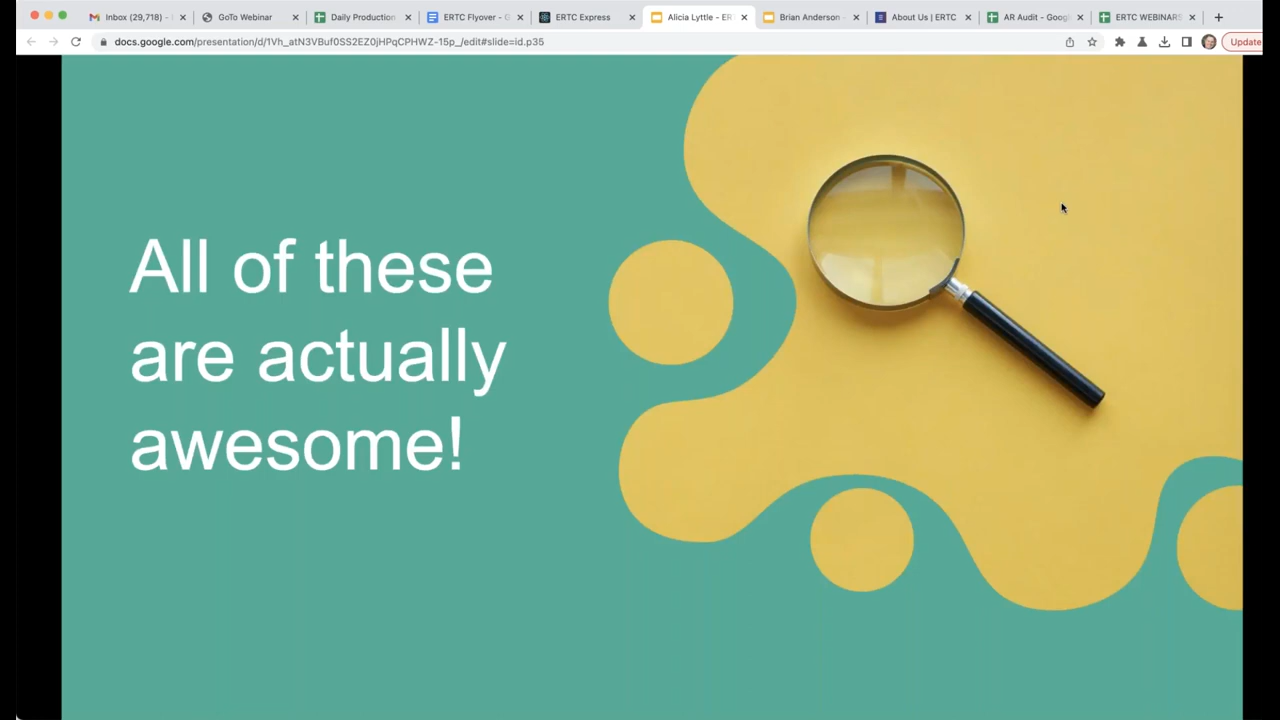 Inbox (29,718) -
GoTo Webinar
Daily Production
ERTC Flyover - G
ERTC Express
Alicia Lyttle - ER
Brian Anderson -
About Us | ERTC
AR Audit - Googl
ERTC WEBINARS
docs.google.com/presentation/d/1Vh_atN3VBuf0SS2EZ0jHPqCPHWZ-15p_/edit#slide=id.p35
Update
All of these
are actually
awesome!